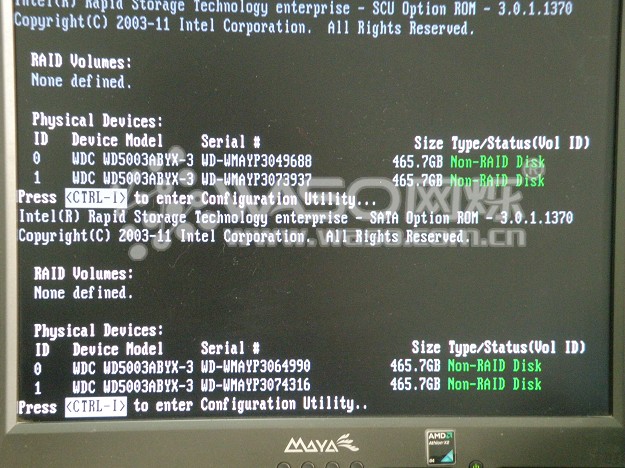 Intel(R) Rapid Storage Technology enterprise - SCU Option ROM - 3.0.1.1370
Copyright(C) 2003-11 Intel Corporation. All Rights Reserved.
RAID Volumes:
None defined.
Physical Devices:
ID Device Model Serial # Size Type/Status(Vol ID)
0 WDC WD5003ABYX-3 WD-WMAYP3049688 465.7GB Non-RAID Disk
1 WDC WD5003ABYX-3 WD-WMAYP3073937 465.7GB Non-RAID Disk
Press <CTRL-I> to enter Configuration Utility...
Intel(R) Rapid Storage Technology enterprise - SATA Option ROM - 3.0.1.1370
Copyright(C) 2003-11 Intel Corporation. All Rights Reserved.
RAID Volumes:
None defined.
Physical Devices:
ID Device Model Serial # Size Type/Status(Vol ID)
0 WDC WD5003ABYX-3 WD-WMAYP3064990 465.7GB Non-RAID Disk
1 WDC WD5003ABYX-3 WD-WMAYP3074316 465.7GB Non-RAID Disk
Press <CTRL-I> to enter Configuration Utility..
MAYA
AMD
Athlon X2
64